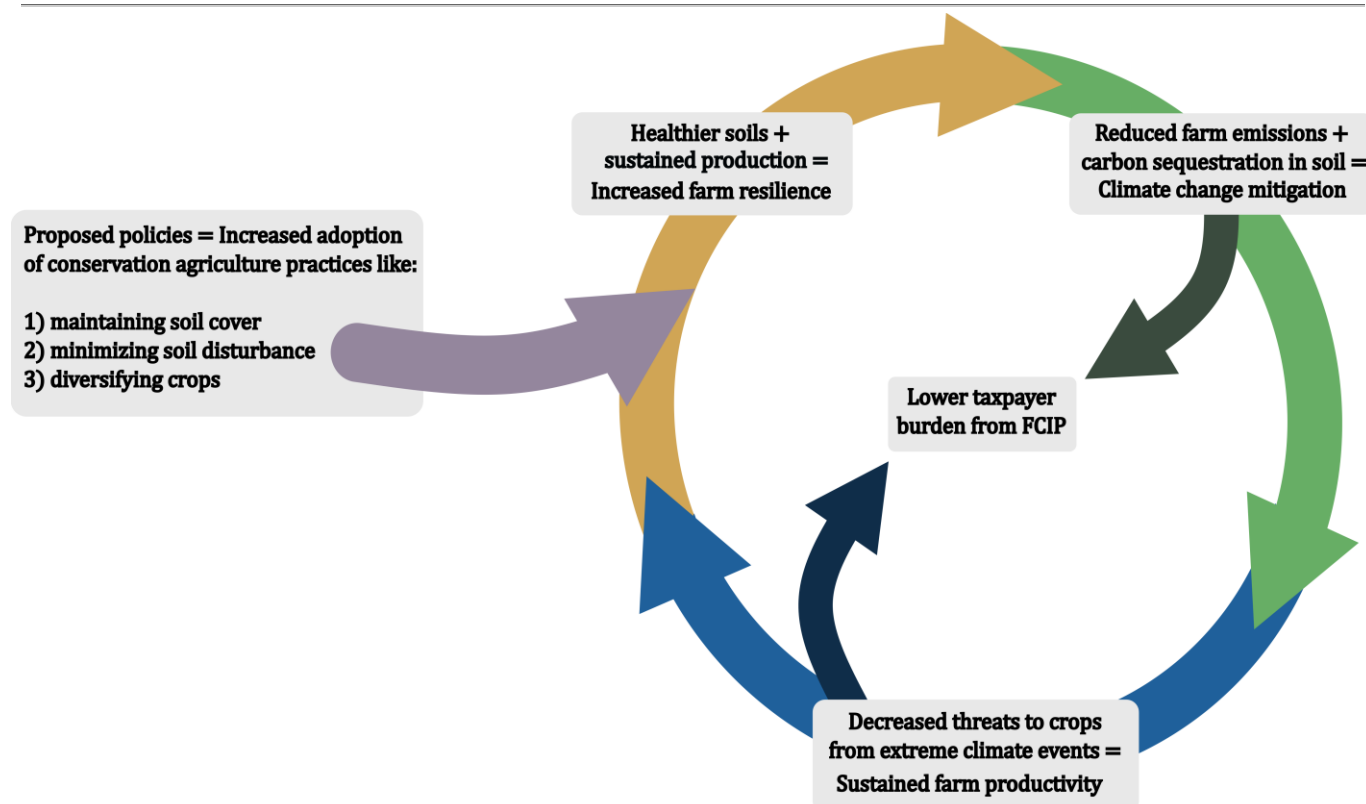 Healthier soils +
sustained production =
Increased farm resilience
Reduced farm emissions +
carbon sequestration in soil =
Climate change mitigation
Proposed policies = Increased adoption
of conservation agriculture practices like:
1) maintaining soil cover
2) minimizing soil disturbance
3) diversifying crops
Lower taxpayer
burden from FCIP
Decreased threats to crops
from extreme climate events =
Sustained farm productivity